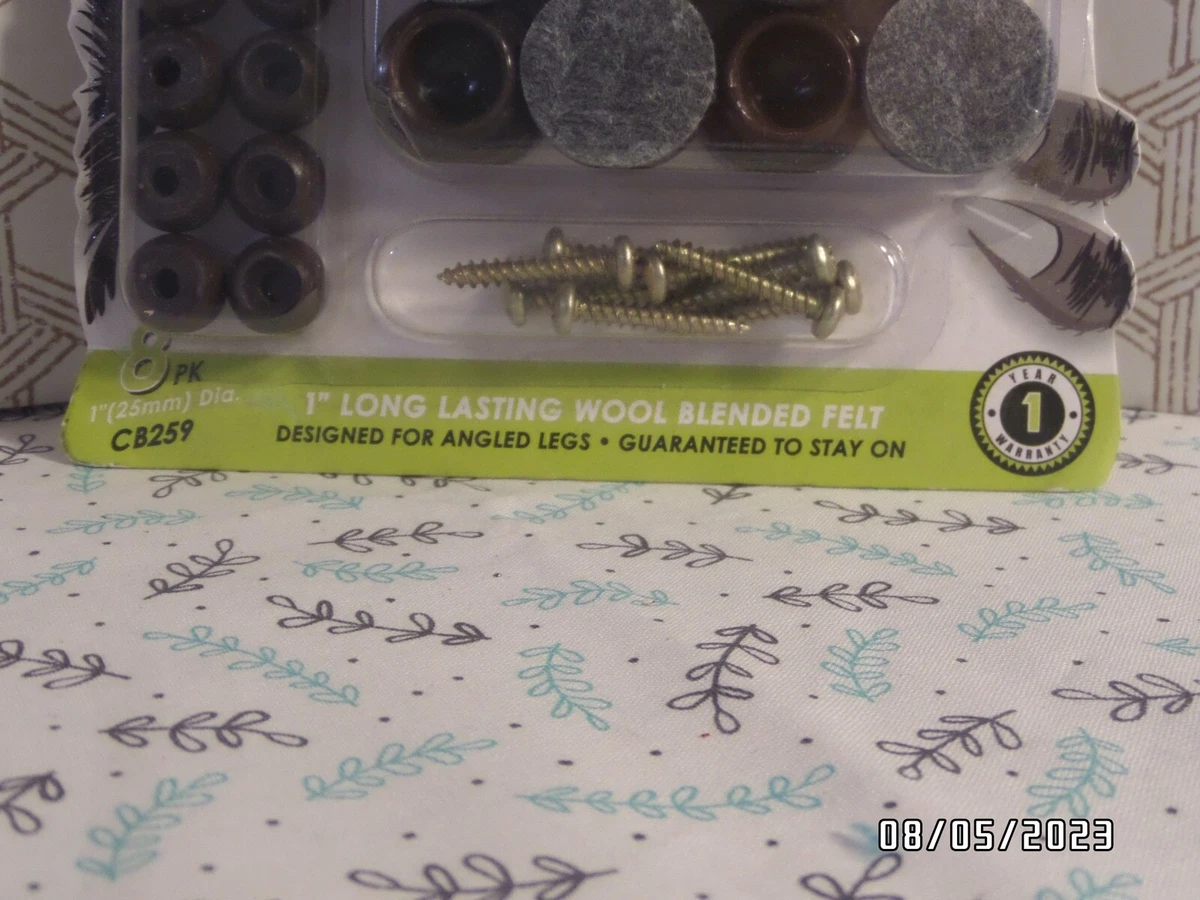 8 PK
1"(25mm) Dia.
CB259
1" LONG LASTING WOOL BLENDED FELT
DESIGNED FOR ANGLED LEGS • GUARANTEED TO STAY ON
YEAR
1
WARRANTY
08/05/2023